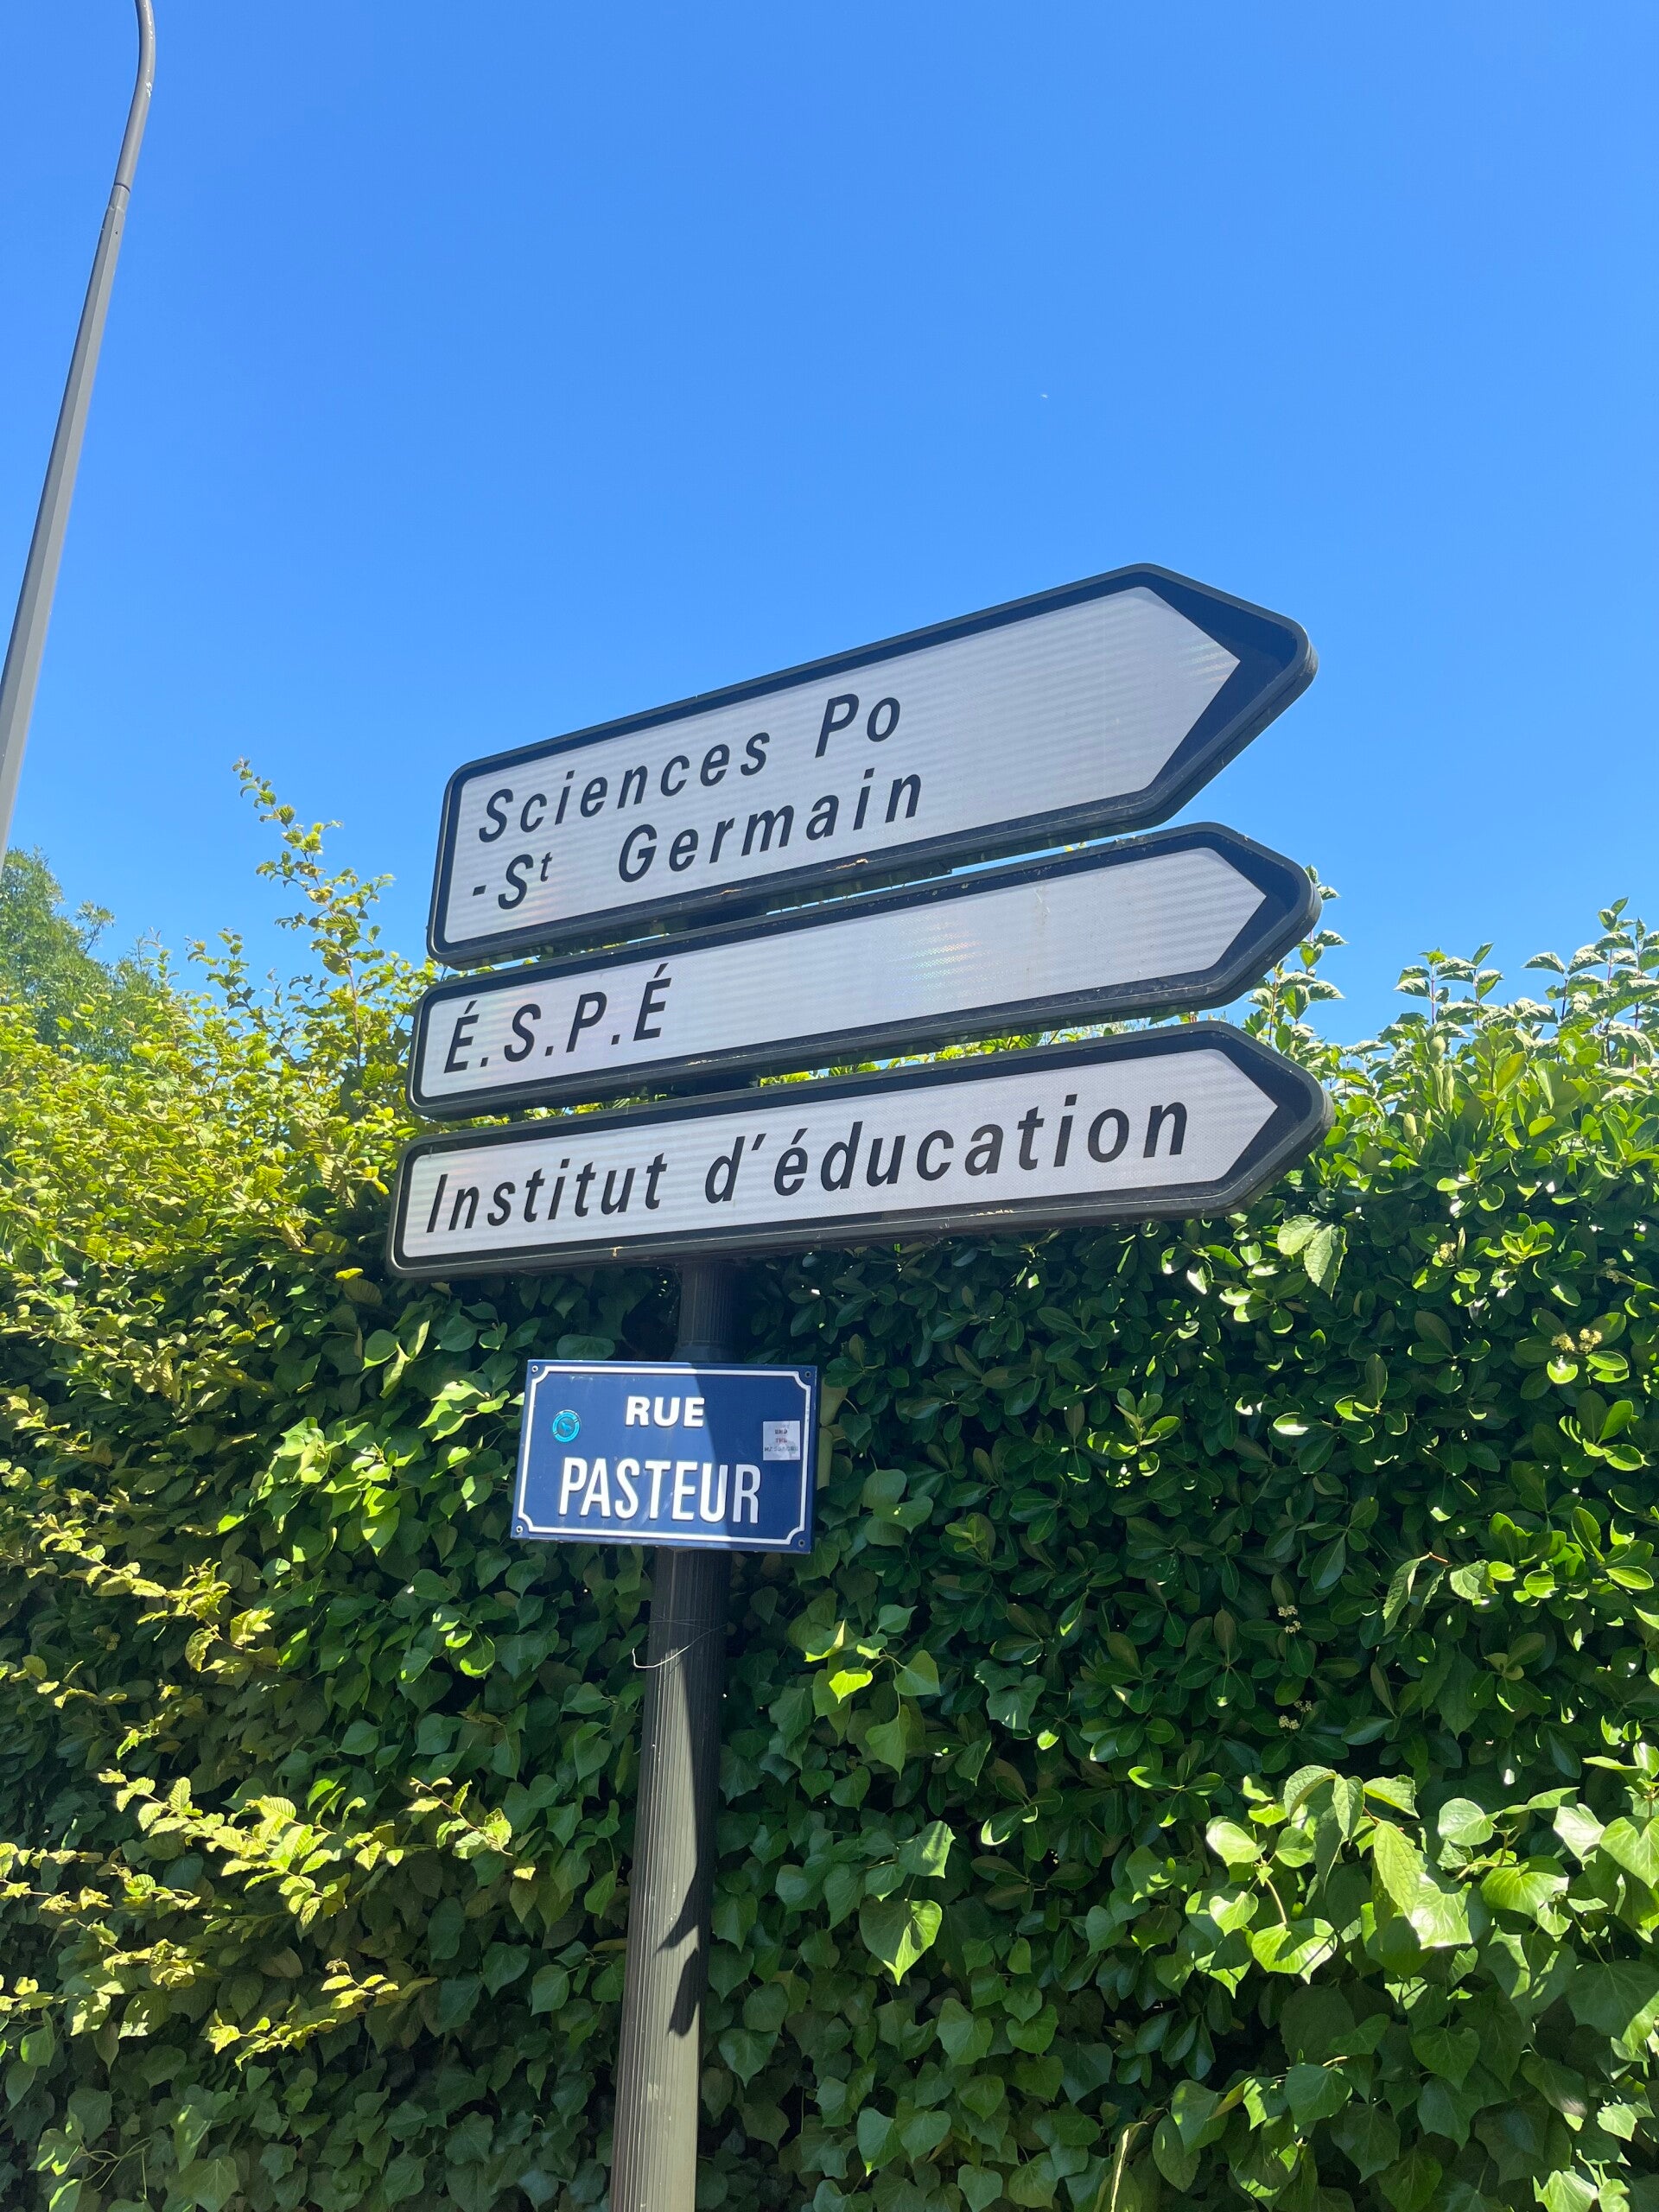 Sciences Po
-St Germain
É.S.P.É
Institut d'éducation
RUE
PASTEUR